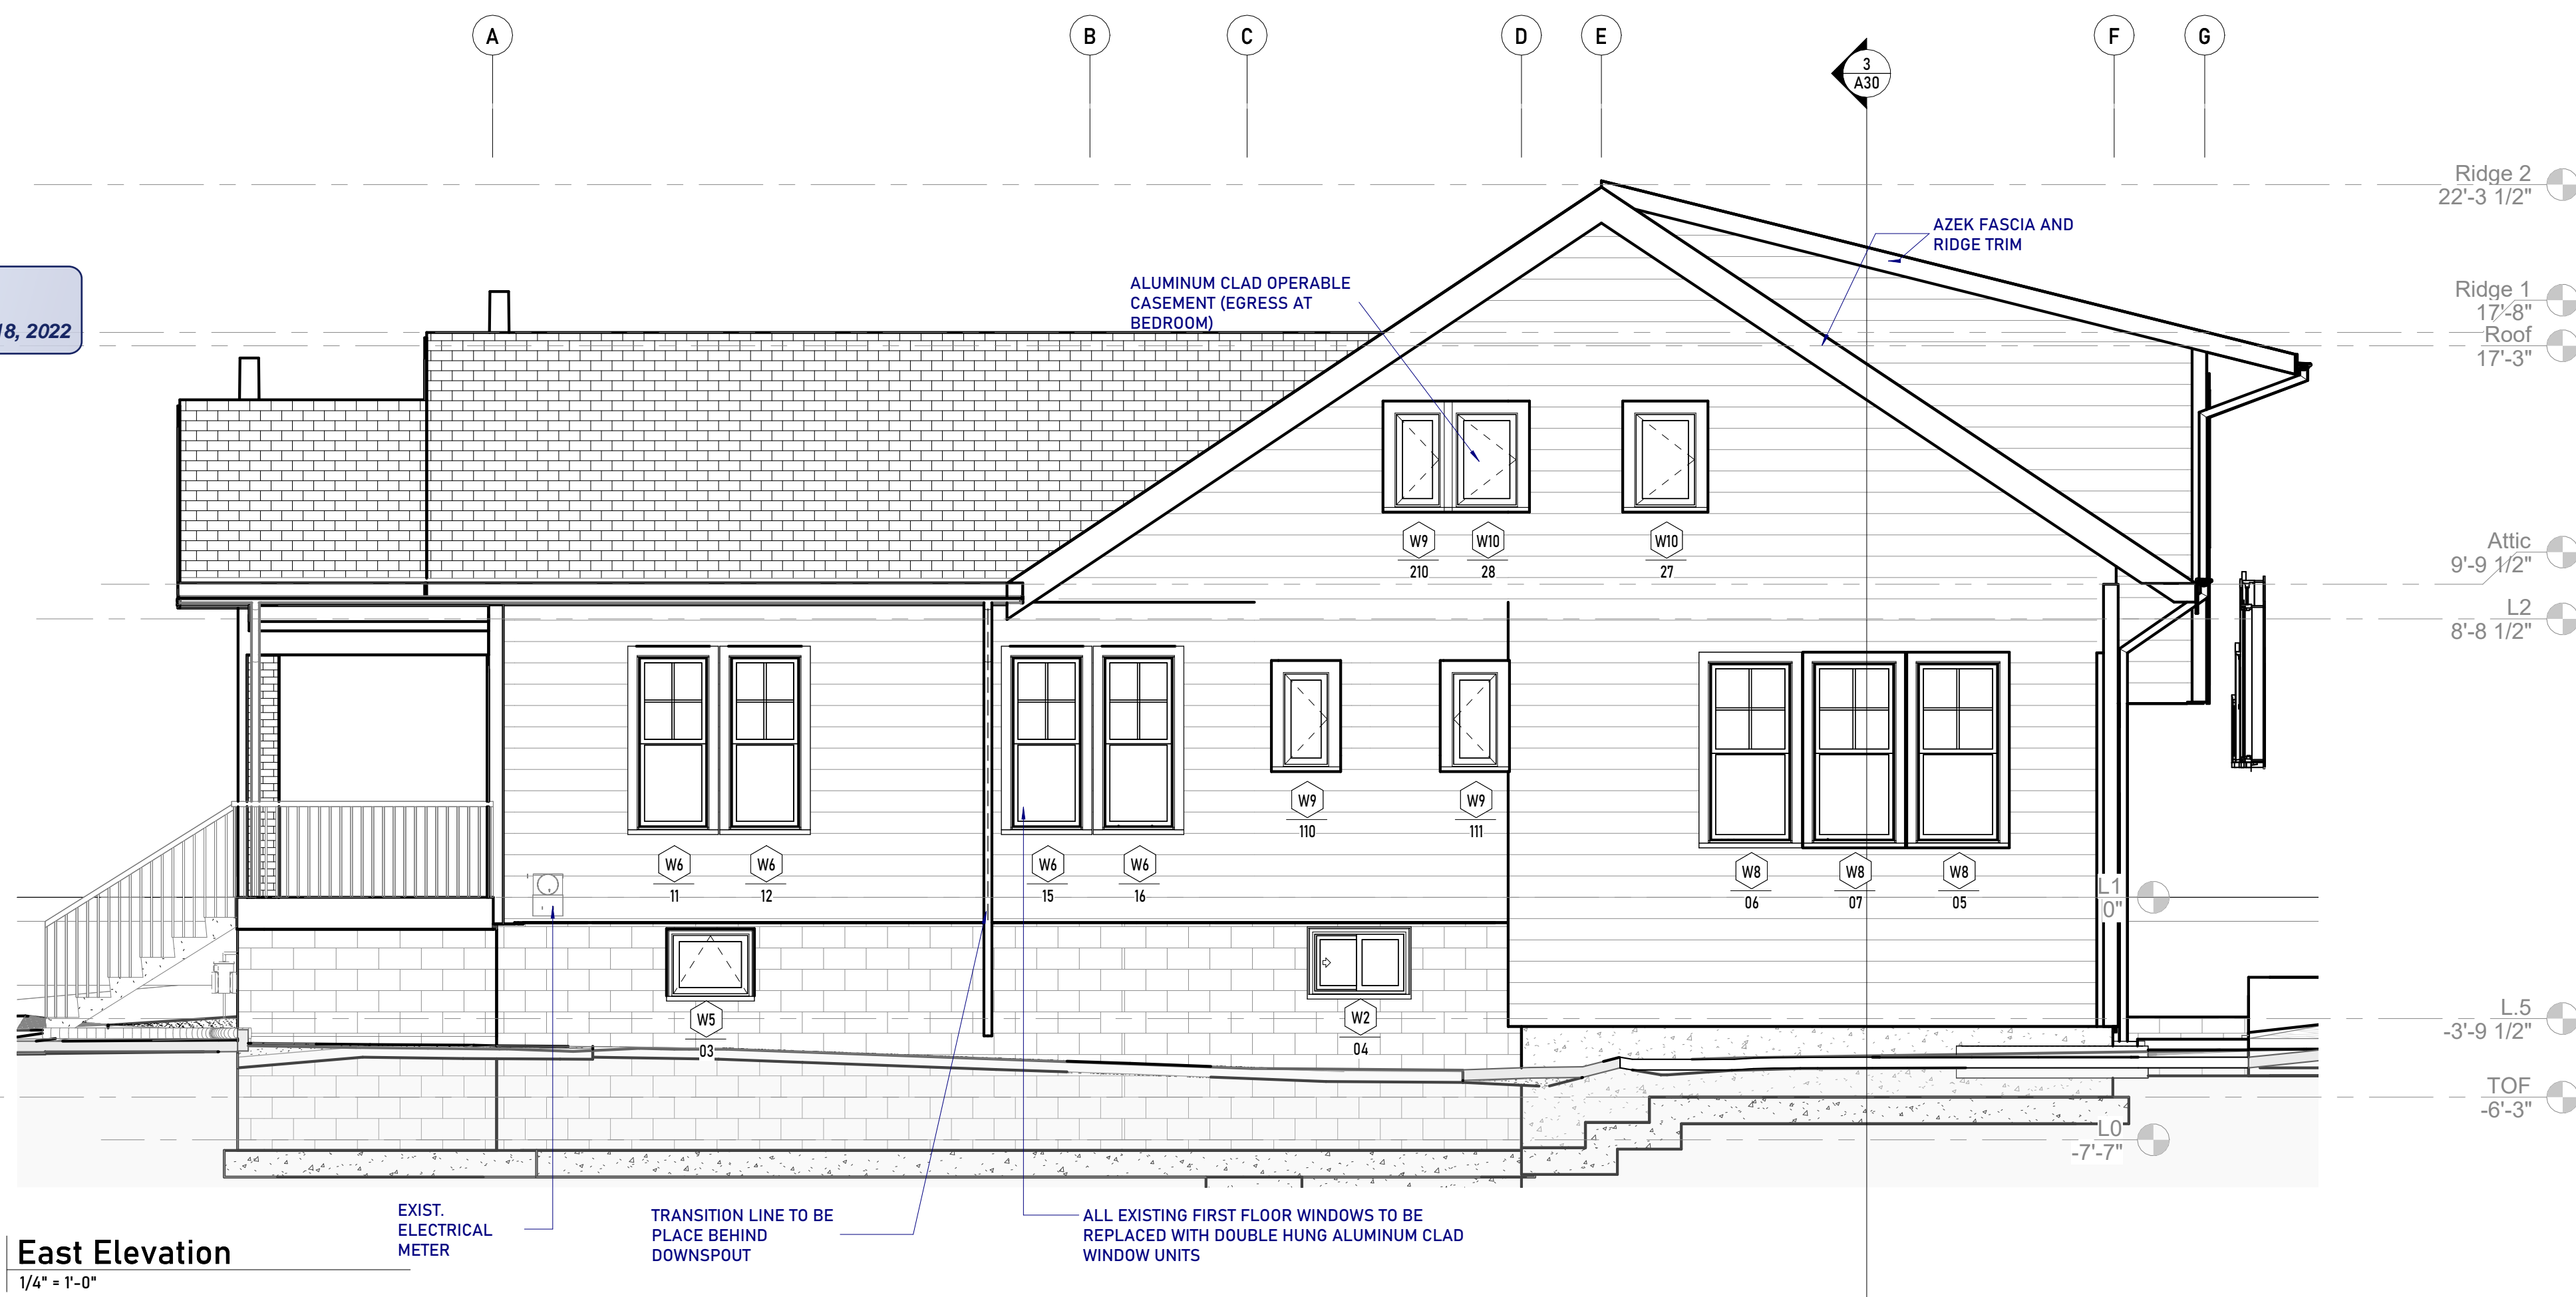 A
B
C
D
E
F
G
3
A30
Ridge 2
22'-3 1/2"
AZEK FASCIA AND
RIDGE TRIM
ALUMINUM CLAD OPERABLE
CASEMENT (EGRESS AT
BEDROOM)
Ridge 1
17'-8"
18, 2022
Roof
17'-3"
W9
210
W10
28
W10
27
Attic
9'-9 1/2"
L2
8'-8 1/2"
W9
110
W9
111
W6
11
W6
12
W6
15
W6
16
W8
06
W8
07
W8
05
L1
0"
W5
03
W2
04
L.5
-3'-9 1/2"
TOF
-6'-3"
L0
-7'-7"
EXIST.
ELECTRICAL
METER
TRANSITION LINE TO BE
PLACE BEHIND
DOWNSPOUT
ALL EXISTING FIRST FLOOR WINDOWS TO BE
REPLACED WITH DOUBLE HUNG ALUMINUM CLAD
WINDOW UNITS
East Elevation
1/4" = 1'-0"